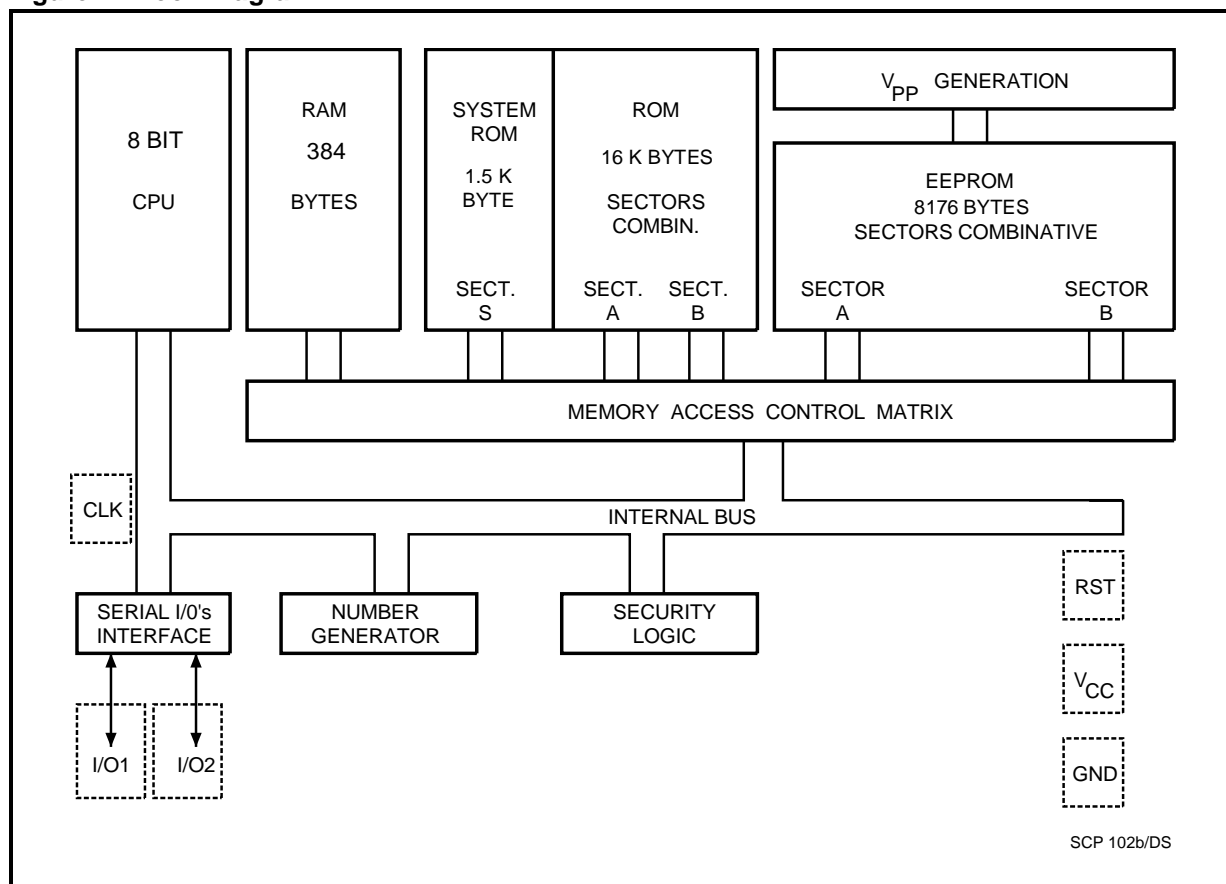 8 BIT
CPU
RAM
384
BYTES
SYSTEM
ROM
1.5 K
BYTE
SECT.
S
ROM
16 K BYTES
SECTORS
COMBIN.
SECT.
A
SECT.
B
VPP GENERATION
EEPROM
8176 BYTES
SECTORS COMBINATIVE
SECTOR
A
SECTOR
B
MEMORY ACCESS CONTROL MATRIX
CLK
INTERNAL BUS
SERIAL I/0's
INTERFACE
NUMBER
GENERATOR
SECURITY
LOGIC
RST
VCC
GND
I/O1
I/O2
SCP 102b/DS